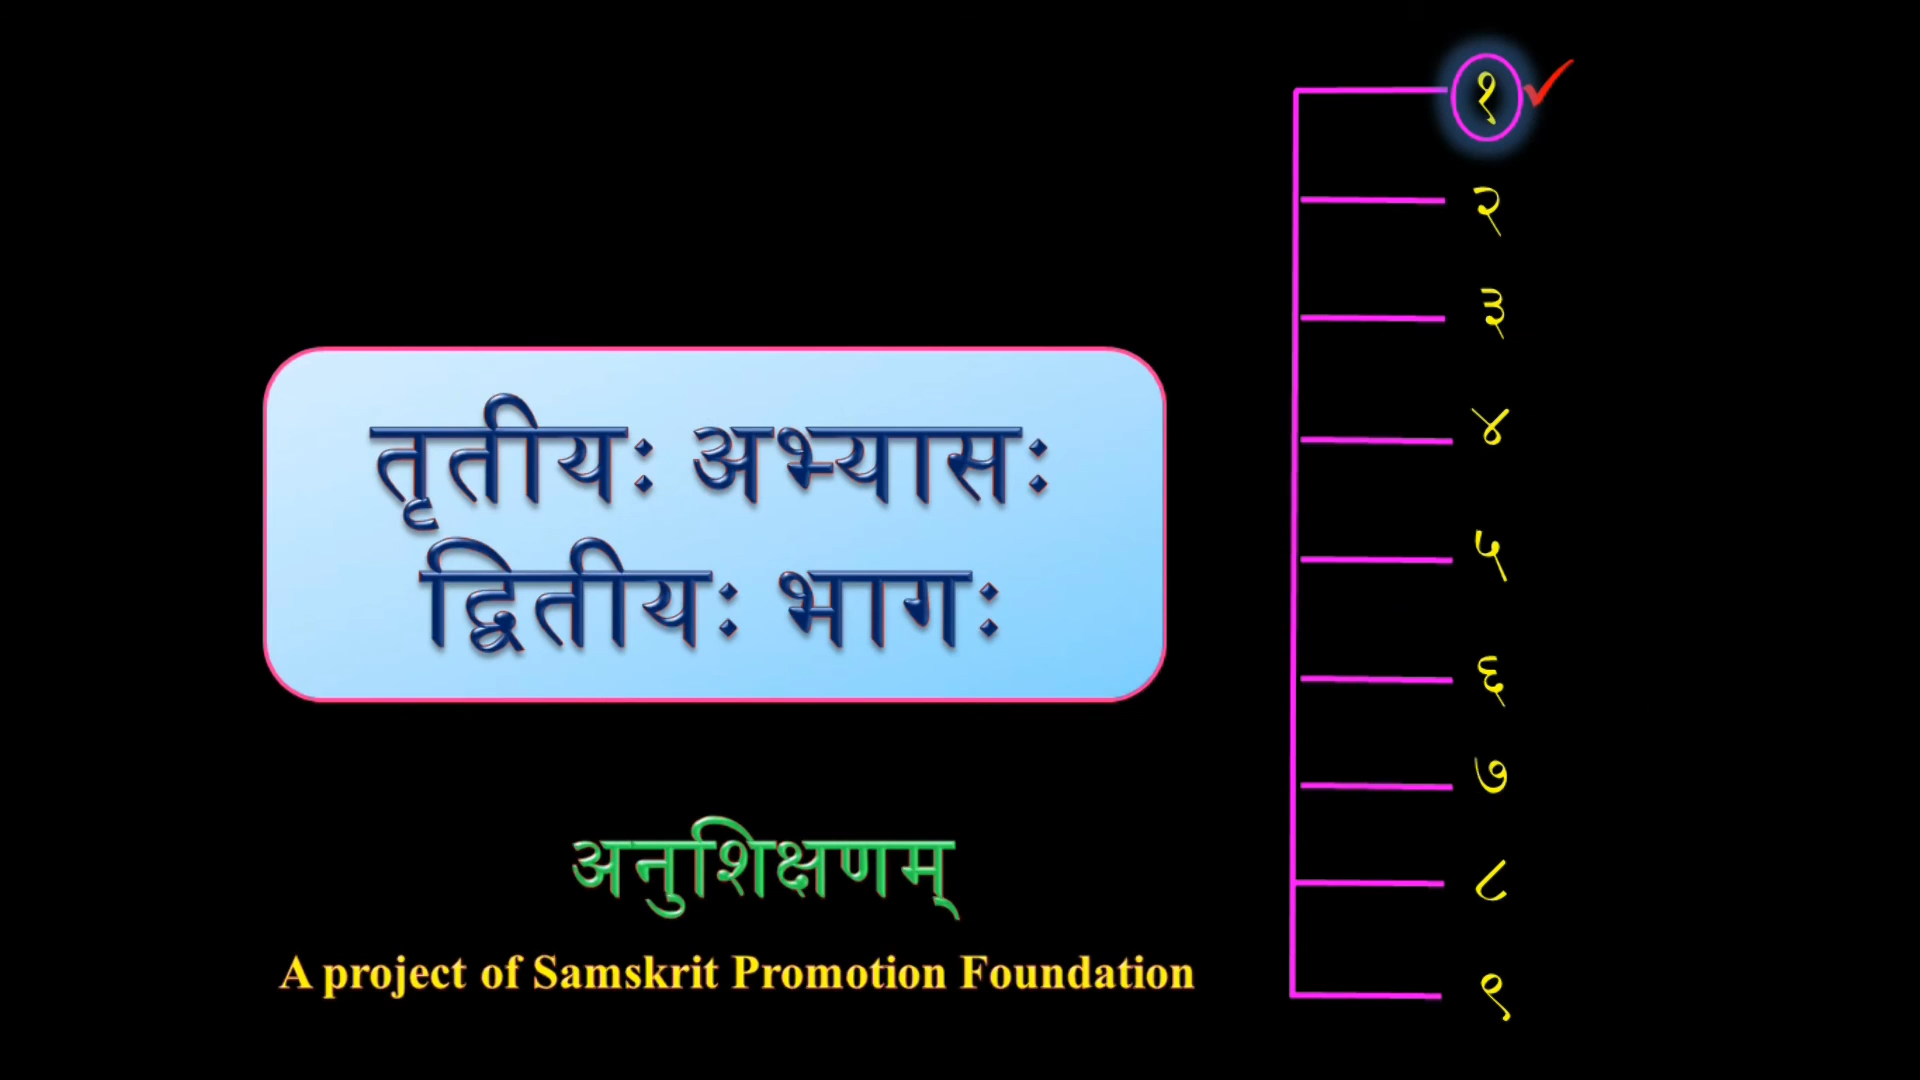 तृतीयः अभ्यासः
द्वितीयः भागः
अनुशिक्षणम्
A project of Samskrit Promotion Foundation
१
२
३
४
५
६
७
८
९